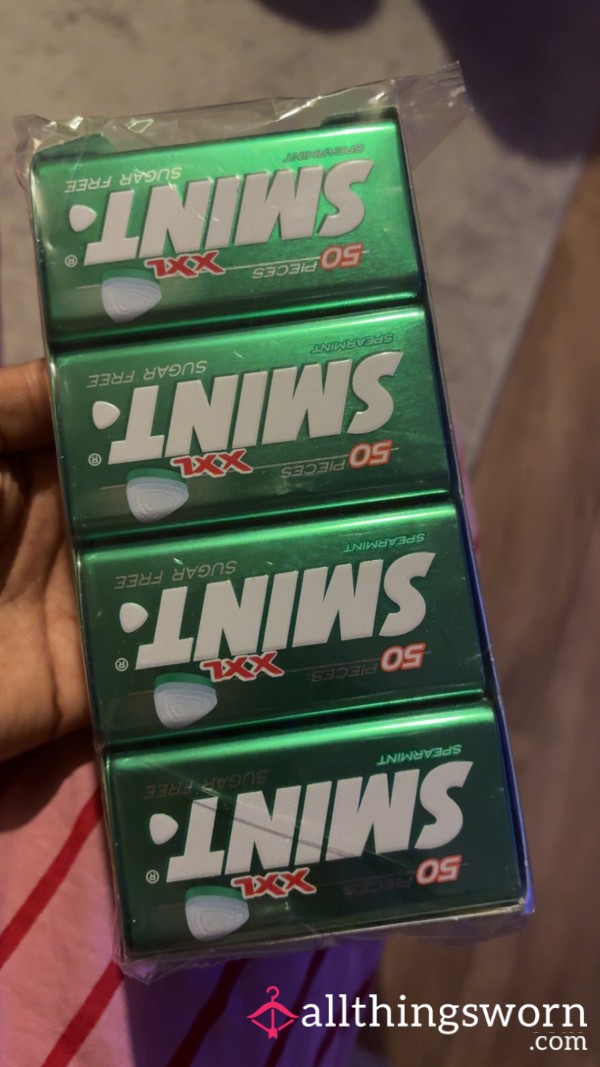 SPEARMINT
SUGAR FREE
SMINT®
XXL
50 PIECES
SPEARMINT
SUGAR FREE
SMINT®
XXL
50 PIECES
SPEARMINT
SUGAR FREE
SMINT®
XXL
50 PIECES
SPEARMINT
SUGAR FREE
SMINT®
XXL
50 PIECES
allthingsworn
.com